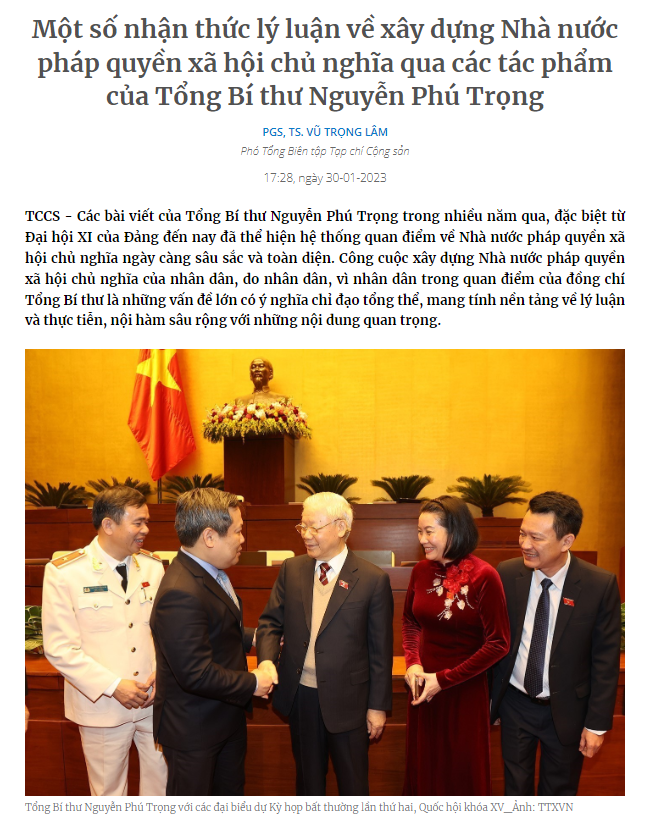 Một số nhận thức lý luận về xây dựng Nhà nước
pháp quyền xã hội chủ nghĩa qua các tác phẩm
của Tổng Bí thư Nguyễn Phú Trọng
PGS, TS. VŨ TRỌNG LÂM
Phó Tổng Biên tập Tạp chí Cộng sản
17:28, ngày 30-01-2023
TCCS - Các bài viết của Tổng Bí thư Nguyễn Phú Trọng trong nhiều năm qua, đặc biệt từ
Đại hội XI của Đảng đến nay đã thể hiện hệ thống quan điểm về Nhà nước pháp quyền xã
hội chủ nghĩa ngày càng sâu sắc và toàn diện. Công cuộc xây dựng Nhà nước pháp quyền
xã hội chủ nghĩa của nhân dân, do nhân dân, vì nhân dân trong quan điểm của đồng chí
Tổng Bí thư là những vấn đề lớn có ý nghĩa chỉ đạo tổng thể, mang tính nền tảng về lý luận
và thực tiễn, nội hàm sâu rộng với những nội dung quan trọng.
Tổng Bí thư Nguyễn Phú Trọng với các đại biểu dự Kỳ họp bất thường lần thứ hai, Quốc hội khóa XV_Ảnh: TTXVN